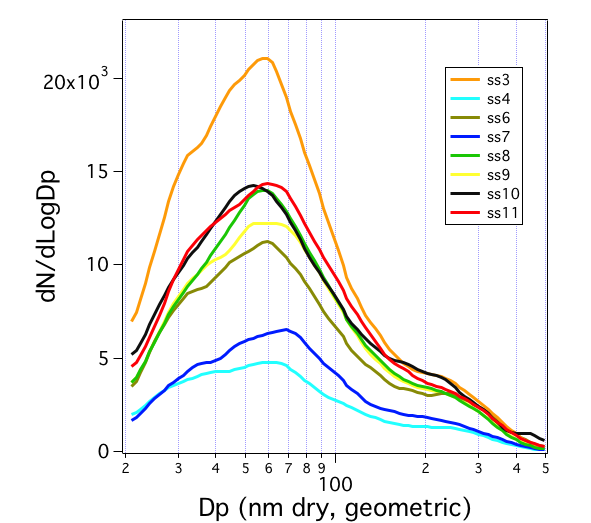 20x10³
15
10
5
0
dN/dLogDp
ss3
ss4
ss6
ss7
ss8
ss9
ss10
ss11
2 3 4 5 6 7 8 9 100 2 3 4 5
Dp (nm dry, geometric)